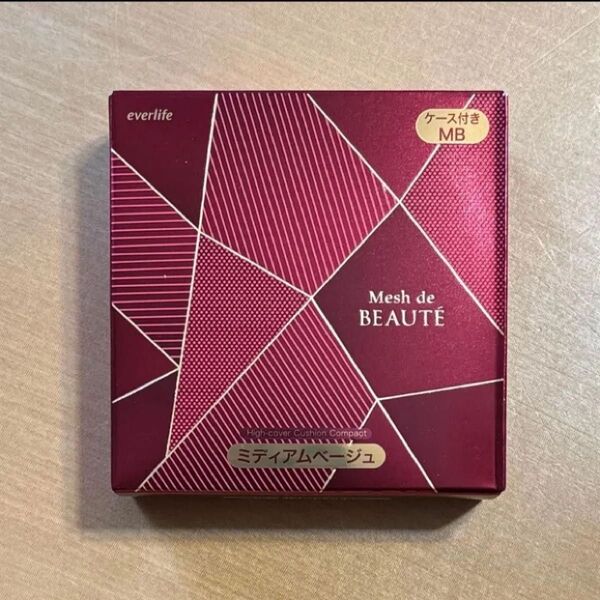 everlife
ケース付き
MB
Mesh de
BEAUTÉ
High-cover Cushion Compact
ミディアムベージュ